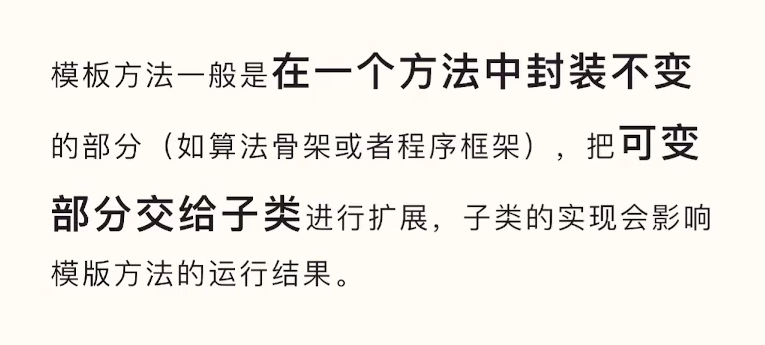 模板方法一般是在一个方法中封装不变
的部分（如算法骨架或者程序框架），把可变
部分交给子类进行扩展，子类的实现会影响
模版方法的运行结果。